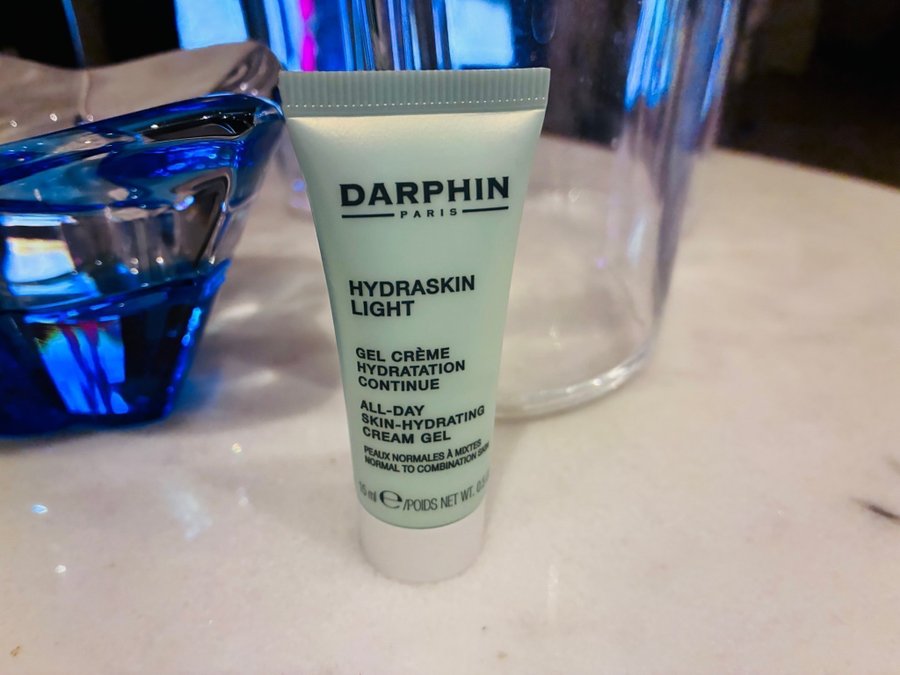 DARPHIN
PARIS
HYDRASKIN
LIGHT
GEL CRÈME
HYDRATATION
CONTINUE
ALL-DAY
SKIN-HYDRATING
CREAM GEL
PEAUX NORMALES À MIXTES
NORMAL TO COMBINATION SKIN
ml e/POIDS NET WT.